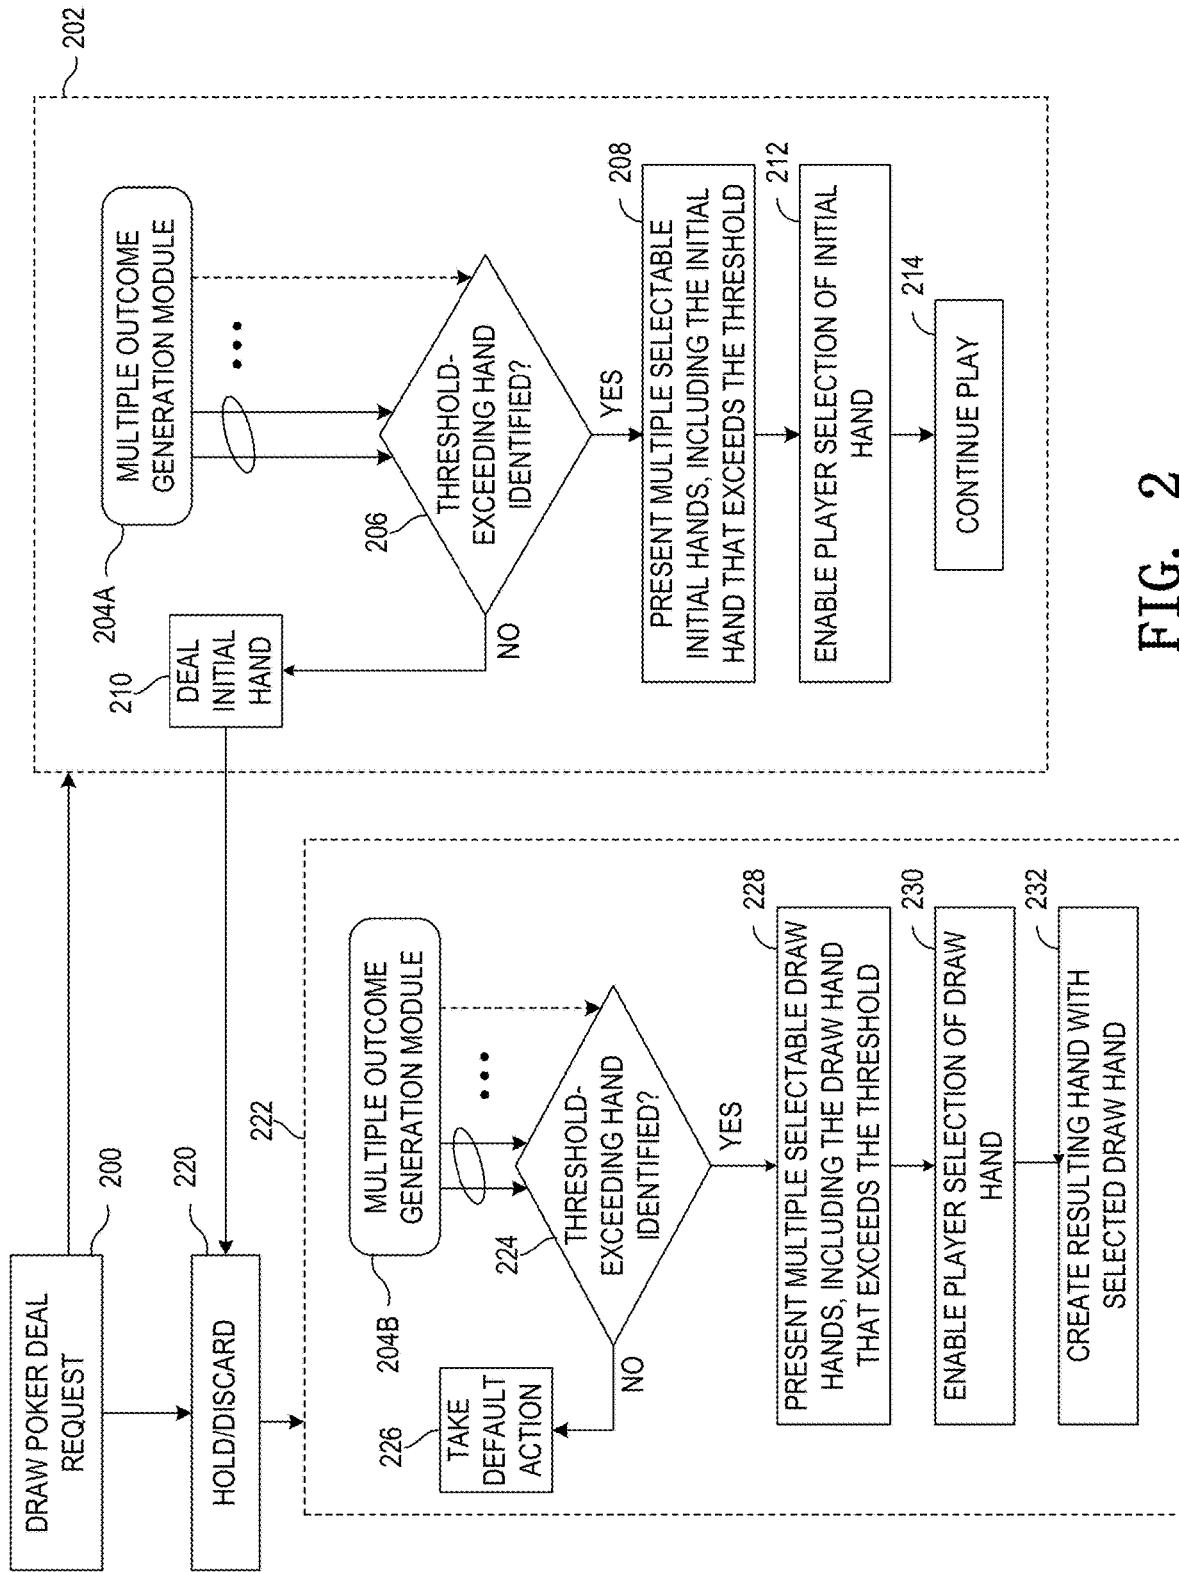 DRAW POKER DEAL
REQUEST
200
HOLD/DISCARD
220
202
204A
MULTIPLE OUTCOME
GENERATION MODULE
206
THRESHOLD-
EXCEEDING HAND
IDENTIFIED?
NO
YES
210
DEAL
INITIAL
HAND
208
PRESENT MULTIPLE SELECTABLE
INITIAL HANDS, INCLUDING THE INITIAL
HAND THAT EXCEEDS THE THRESHOLD
212
ENABLE PLAYER SELECTION OF INITIAL
HAND
214
CONTINUE PLAY
222
204B
MULTIPLE OUTCOME
GENERATION MODULE
224
THRESHOLD-
EXCEEDING HAND
IDENTIFIED?
NO
YES
226
TAKE
DEFAULT
ACTION
228
PRESENT MULTIPLE SELECTABLE DRAW
HANDS, INCLUDING THE DRAW HAND
THAT EXCEEDS THE THRESHOLD
230
ENABLE PLAYER SELECTION OF DRAW
HAND
232
CREATE RESULTING HAND WITH
SELECTED DRAW HAND
FIG. 2